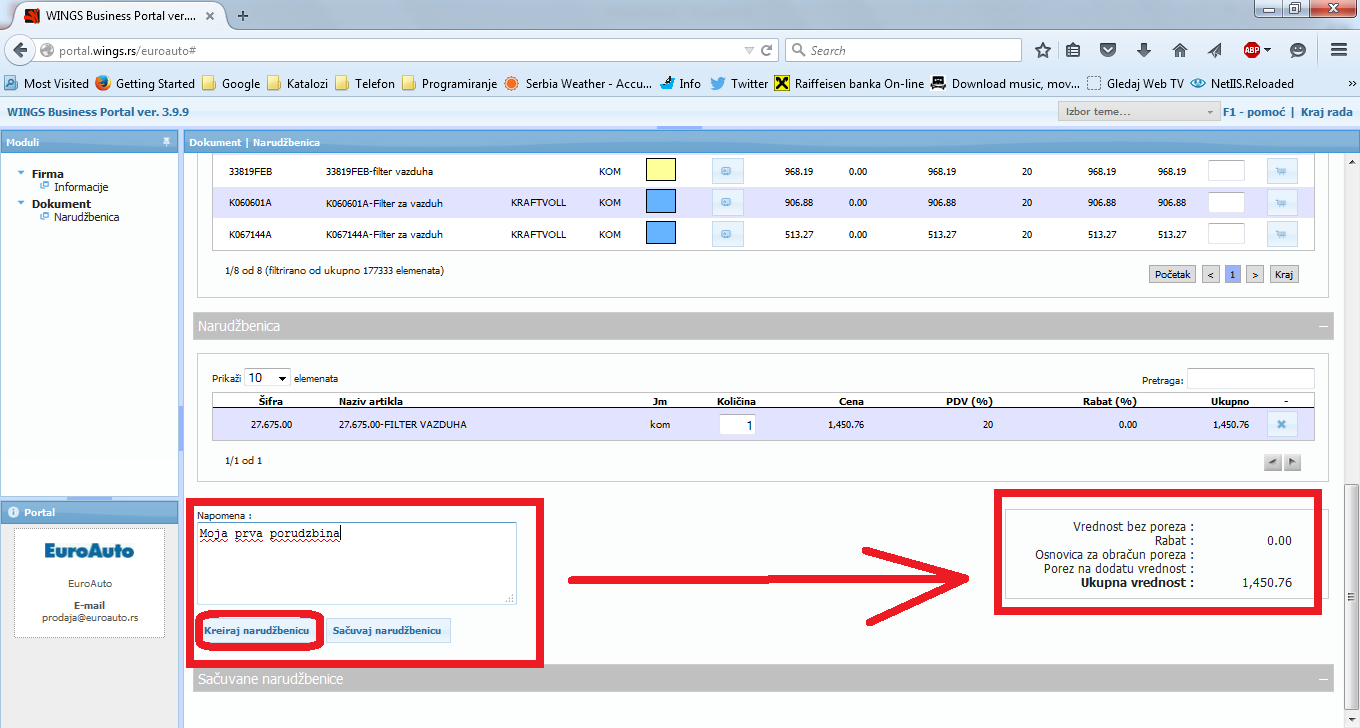 WINGS Business Portal ver....
portal.wings.rs/euroauto#
Search
ABP
Most Visited Getting Started Google Katalozi Telefon Programiranje Serbia Weather - Accu... Info Twitter Raiffeisen banka On-line Download music, mov... Gledaj Web TV NetIIS.Reloaded »
WINGS Business Portal ver. 3.9.9
Izbor teme... F1 - pomoć | Kraj rada
Moduli
Firma
Informacije
Dokument
Narudžbenica
Dokument | Narudžbenica
33819FEB 33819FEB-filter vazduha KOM 968.19 0.00 968.19 20 968.19 968.19
K060601A K060601A-Filter za vazduh KRAFTVOLL KOM 906.88 0.00 906.88 20 906.88 906.88
K067144A K067144A-Filter za vazduh KRAFTVOLL KOM 513.27 0.00 513.27 20 513.27 513.27
1/8 od 8 (filtrirano od ukupno 177333 elemenata)
Početak < 1 > Kraj
Narudžbenica
Prikaži 10 elemenata
Pretraga:
Šifra Naziv artikla Jm Količina Cena PDV (%) Rabat (%) Ukupno -
27.675.00 27.675.00-FILTER VAZDUHA kom 1 1,450.76 20 0.00 1,450.76
1/1 od 1
Napomena :
Moja prva porudzbina
Kreiraj narudžbenicu Sačuvaj narudžbenicu
Vrednost bez poreza :
Rabat : 0.00
Osnovica za obračun poreza :
Porez na dodatu vrednost :
Ukupna vrednost : 1,450.76
Sačuvane narudžbenice
Portal
EuroAuto
EuroAuto
E-mail
prodaja@euroauto.rs